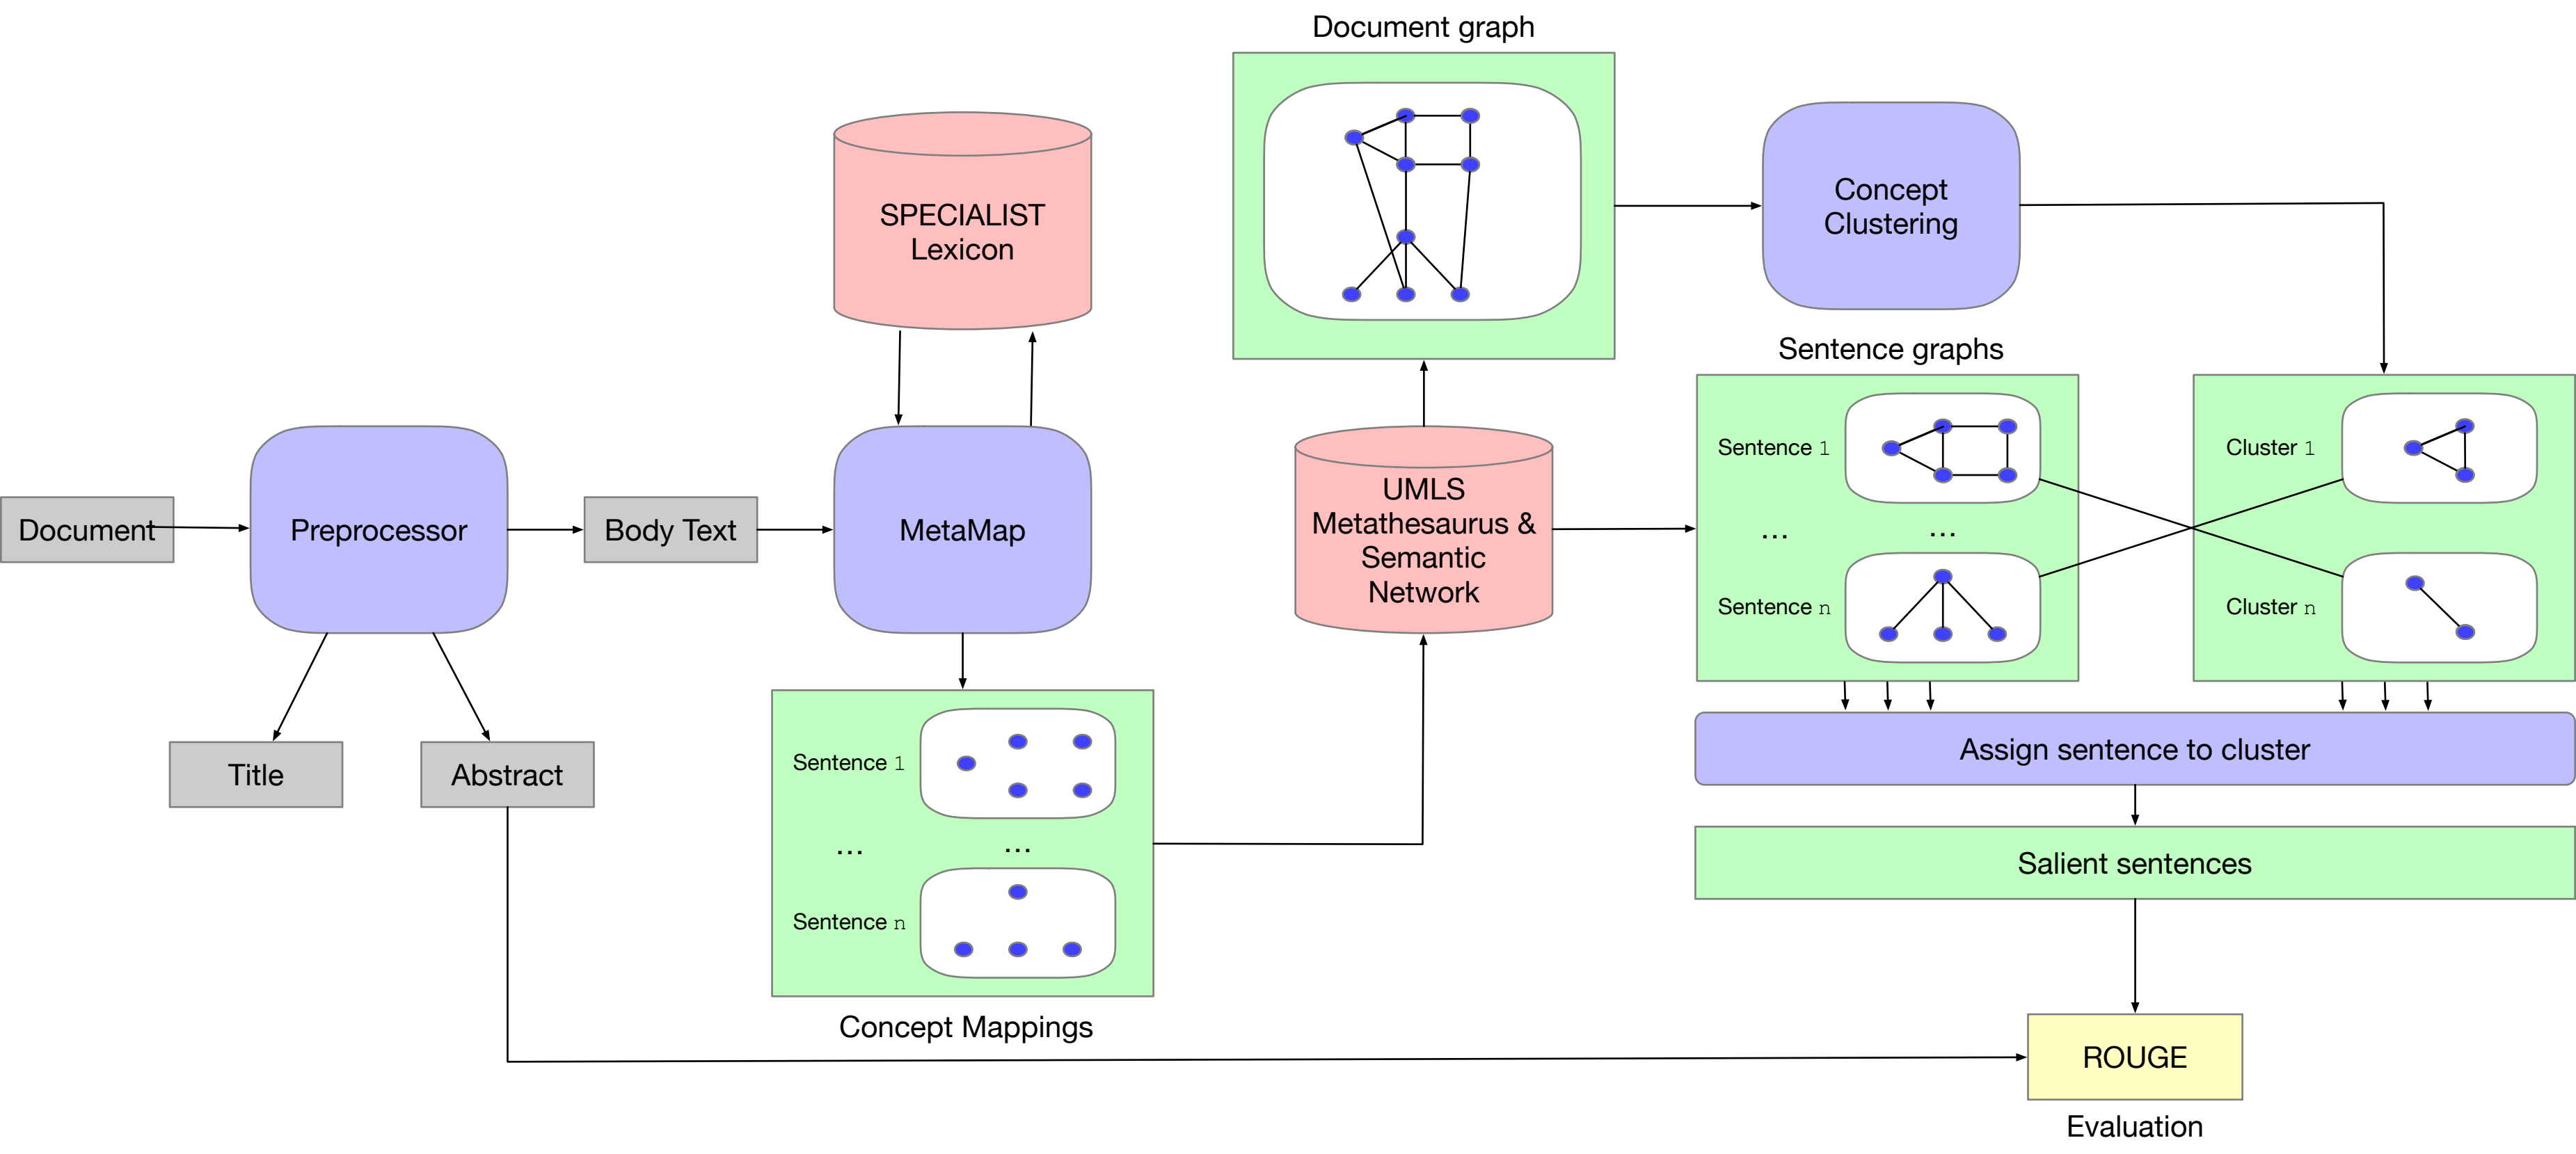 Document graph
SPECIALIST
Lexicon
Concept
Clustering
Sentence graphs
Document
Preprocessor
Body Text
MetaMap
UMLS
Metathesaurus &
Semantic
Network
Sentence 1
...
...
Sentence n
Cluster 1
Cluster n
Title
Abstract
Sentence 1
...
...
Sentence n
Concept Mappings
Assign sentence to cluster
Salient sentences
ROUGE
Evaluation